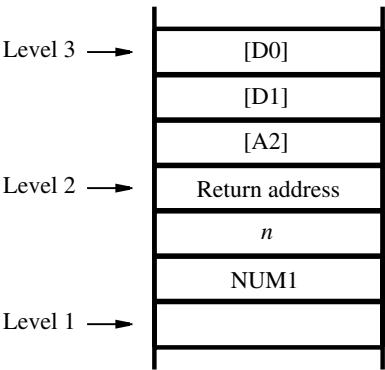 Level 3 [D0]
[D1]
[A2]
Level 2 Return address
n
NUM1
Level 1